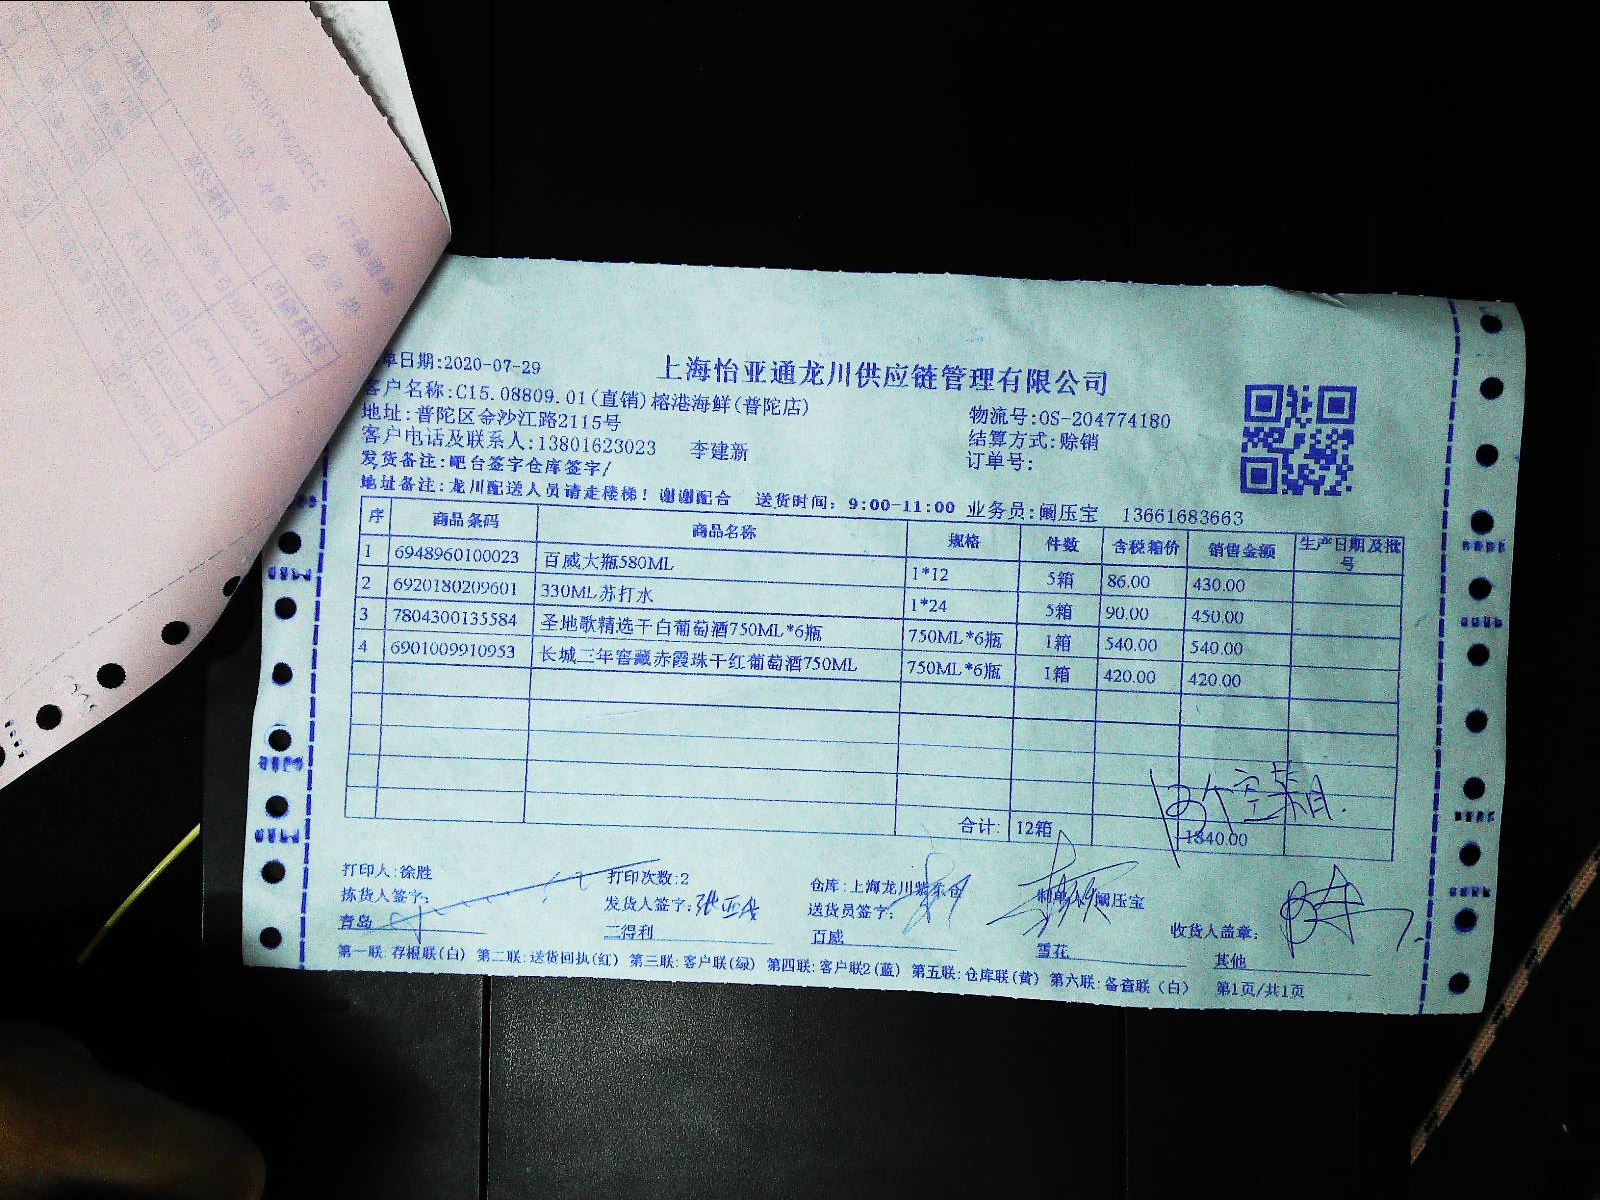 单日期:2020-07-29
上海怡亚通龙川供应链管理有限公司
客户名称:C15.08809.01(直销)榕港海鲜(普陀店)
物流号:OS-204774180
地址:普陀区金沙江路2115号
结算方式:赊销
客户电话及联系人:13801623023 李建新
订单号:
发货备注:吧台签字仓库签字/
地址备注:龙川配送人员请走楼梯!谢谢配合 送货时间:9:00-11:00 业务员:阚压宝 13661683663
序 商品条码 商品名称 规格 件数 含税箱价 销售金额 生产日期及批号
1 6948960100023 百威大瓶580ML 1*12 5箱 86.00 430.00
2 6920180209601 330ML苏打水 1*24 5箱 90.00 450.00
3 7804300135584 圣地歌精选干白葡萄酒750ML*6瓶 750ML*6瓶 1箱 540.00 540.00
4 6901009910953 长城三年窖藏赤霞珠干红葡萄酒750ML 750ML*6瓶 1箱 420.00 420.00
空箱
合计: 12箱 1840.00
打印人:徐胜 打印次数:2 仓库:上海龙川紫东仓 制单人:阚压宝
拣货人签字: 发货人签字: 送货员签字: 收货人盖章:
青岛 三得利 百威 雪花 其他
第一联:存根联(白) 第二联:送货回执(红) 第三联:客户联(绿) 第四联:客户联2(蓝) 第五联:仓库联(黄) 第六联:备查联(白) 第1页/共1页